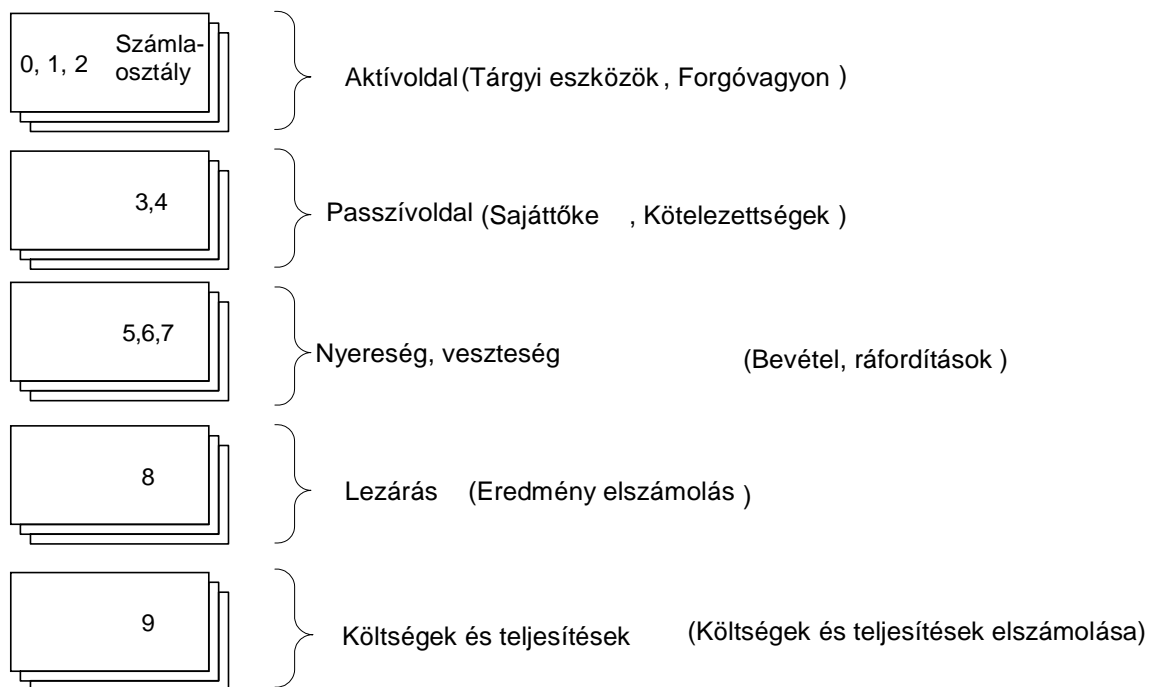 0, 1, 2 Számla-
osztály
Aktívoldal (Tárgyi eszközök , Forgóvagyon )
3,4
Passzívoldal (Sajáttőke , Kötelezettségek )
5,6,7
Nyereség, veszteség (Bevétel, ráfordítások )
8
Lezárás (Eredmény elszámolás )
9
Költségek és teljesítések (Költségek és teljesítések elszámolása)